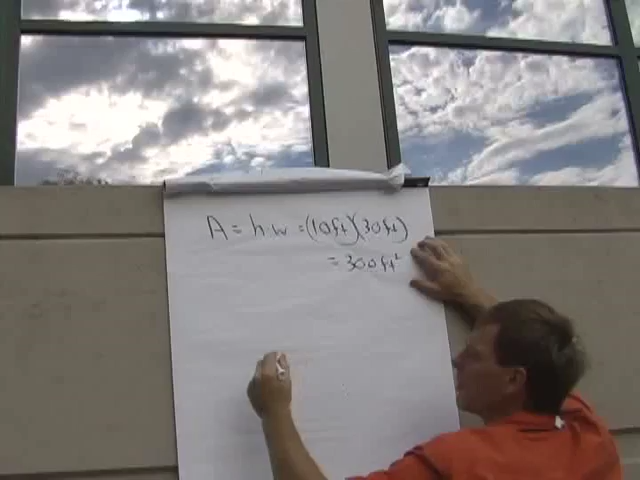 A = h·w = (10ft)(30ft)
= 300ft²